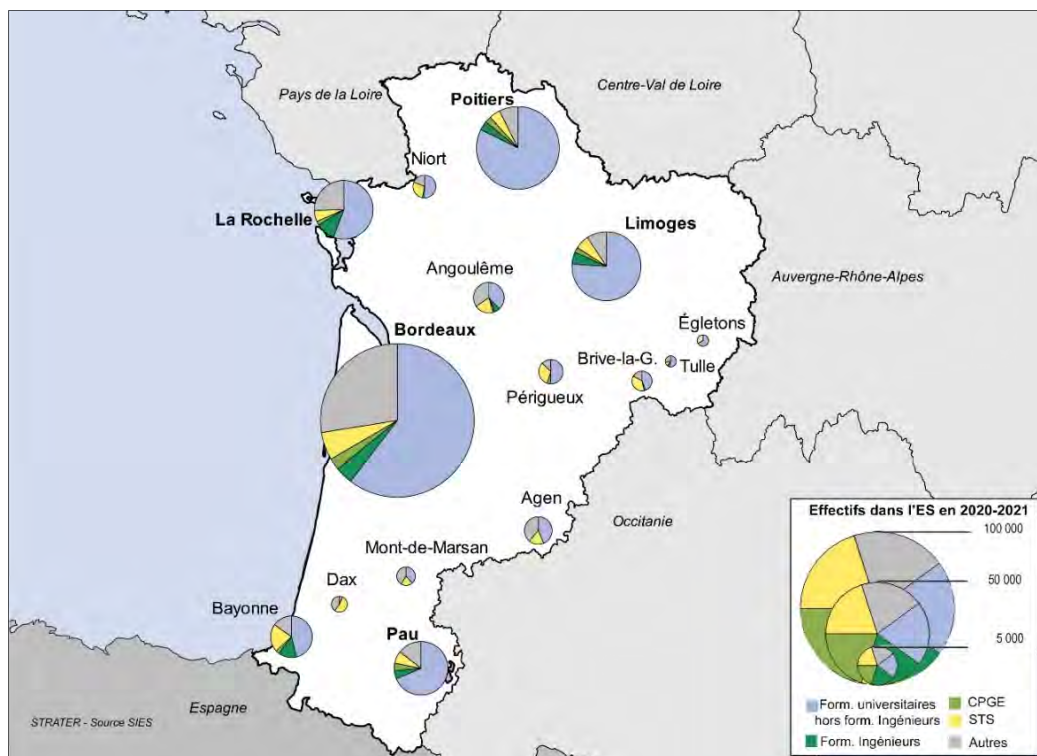 Pays de la Loire
Centre-Val de Loire
Poitiers
Niort
La Rochelle
Limoges
Angoulême
Auvergne-Rhône-Alpes
Bordeaux
Égletons
Brive-la-G.
Tulle
Périgueux
Agen
Occitanie
Mont-de-Marsan
Dax
Bayonne
Pau
Espagne
STRATER - Source SIES
Effectifs dans l'ES en 2020-2021
100 000
50 000
5 000
Form. universitaires
hors form. Ingénieurs
Form. Ingénieurs
CPGE
STS
Autres